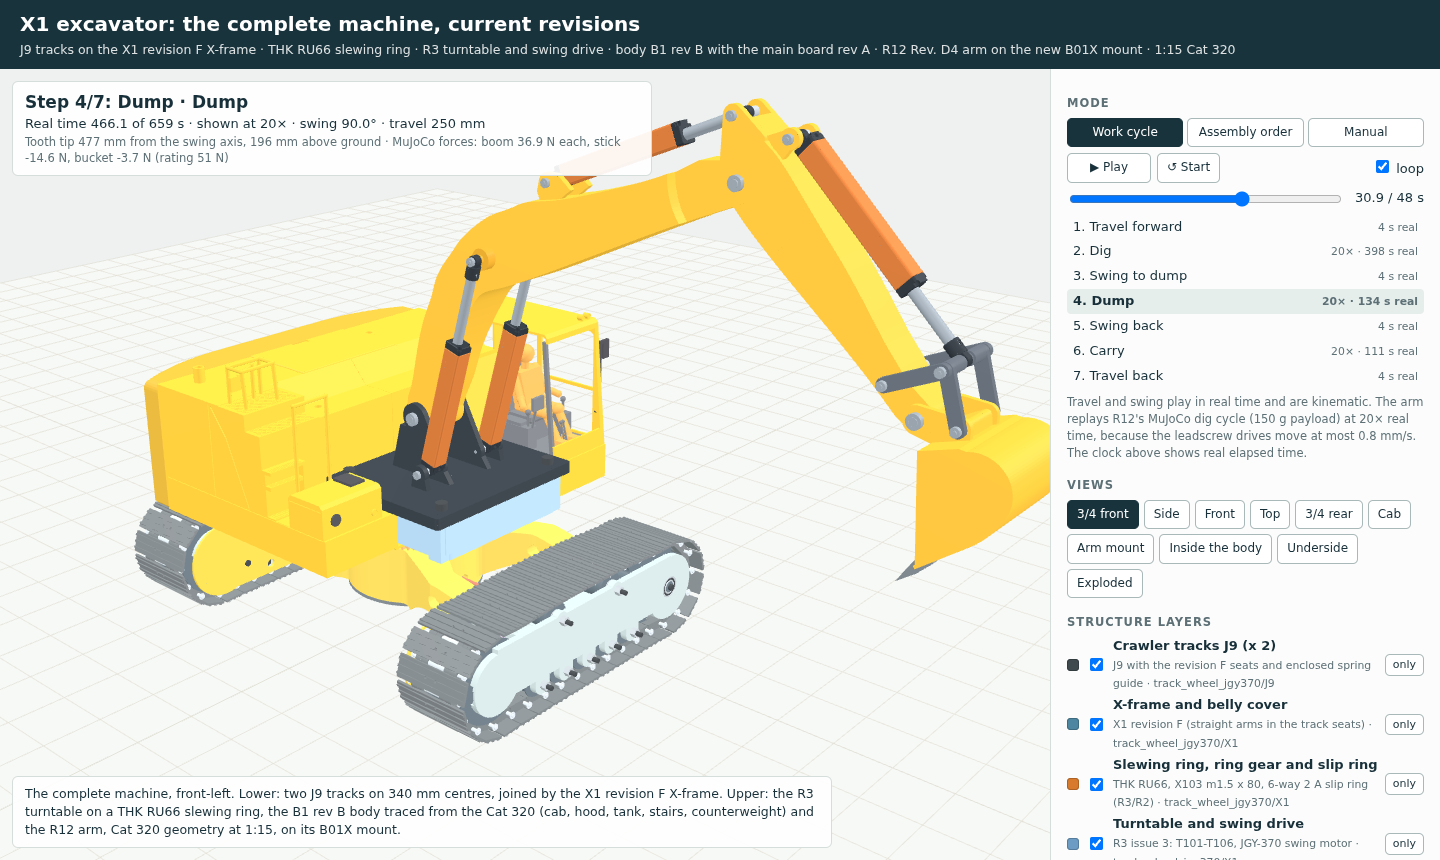 X1 excavator: the complete machine, current revisions
J9 tracks on the X1 revision F X-frame · THK RU66 slewing ring · R3 turntable and swing drive · body B1 rev B with the main board rev A · R12 Rev. D4 arm on the new B01X mount · 1:15 Cat 320
Step 4/7: Dump · Dump
Real time 466.1 of 659 s · shown at 20× · swing 90.0° · travel 250 mm
Tooth tip 477 mm from the swing axis, 196 mm above ground · MuJoCo forces: boom 36.9 N each, stick
-14.6 N, bucket -3.7 N (rating 51 N)
The complete machine, front-left. Lower: two J9 tracks on 340 mm centres, joined by the X1 revision F X-frame. Upper: the R3
turntable on a THK RU66 slewing ring, the B1 rev B body traced from the Cat 320 (cab, hood, tank, stairs, counterweight) and
the R12 arm, Cat 320 geometry at 1:15, on its B01X mount.
MODE
Work cycle Assembly order Manual
▶ Play ↺ Start loop
30.9 / 48 s
1. Travel forward 4 s real
2. Dig 20× · 398 s real
3. Swing to dump 4 s real
4. Dump 20× · 134 s real
5. Swing back 4 s real
6. Carry 20× · 111 s real
7. Travel back 4 s real
Travel and swing play in real time and are kinematic. The arm
replays R12's MuJoCo dig cycle (150 g payload) at 20× real
time, because the leadscrew drives move at most 0.8 mm/s.
The clock above shows real elapsed time.
VIEWS
3/4 front Side Front Top 3/4 rear Cab
Arm mount Inside the body Underside
Exploded
STRUCTURE LAYERS
Crawler tracks J9 (x 2)
J9 with the revision F seats and enclosed spring only
guide · track_wheel_jgy370/J9
X-frame and belly cover
X1 revision F (straight arms in the track seats) · only
track_wheel_jgy370/X1
Slewing ring, ring gear and slip ring
THK RU66, X103 m1.5 x 80, 6-way 2 A slip ring only
(R3/R2) · track_wheel_jgy370/X1
Turntable and swing drive
R3 issue 3: T101-T106, JGY-370 swing motor · only